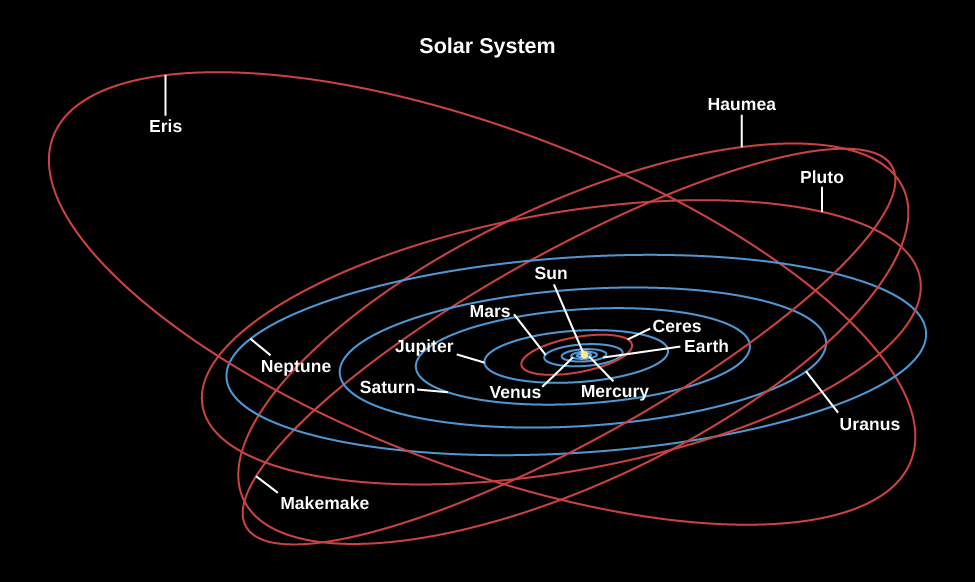 Solar System
Haumea
Eris
Pluto
Sun
Mars
Ceres
Jupiter
Earth
Neptune
Saturn
Venus
Mercury
Uranus
Makemake